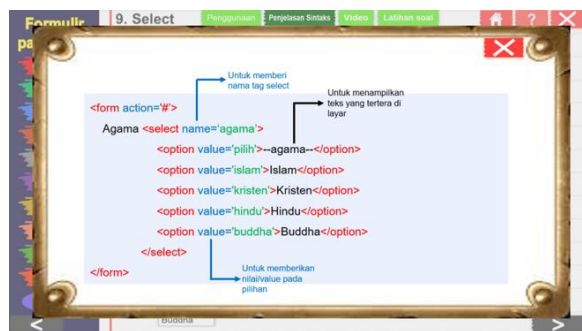 Formulir
9. Select
Penggunaan
Penjelasan Sintaks
Video
Latihan soal
?
Untuk memberi
nama tag select
Untuk menampilkan
teks yang tertera di
layar
<form action='#'>
Agama <select name='agama'>
<option value='pilih'>--agama--</option>
<option value='islam'>Islam</option>
<option value='kristen'>Kristen</option>
<option value='hindu'>Hindu</option>
<option value='buddha'>Buddha</option>
</select>
</form>
Untuk memberikan
nilai/value pada
pilihan
Buddha